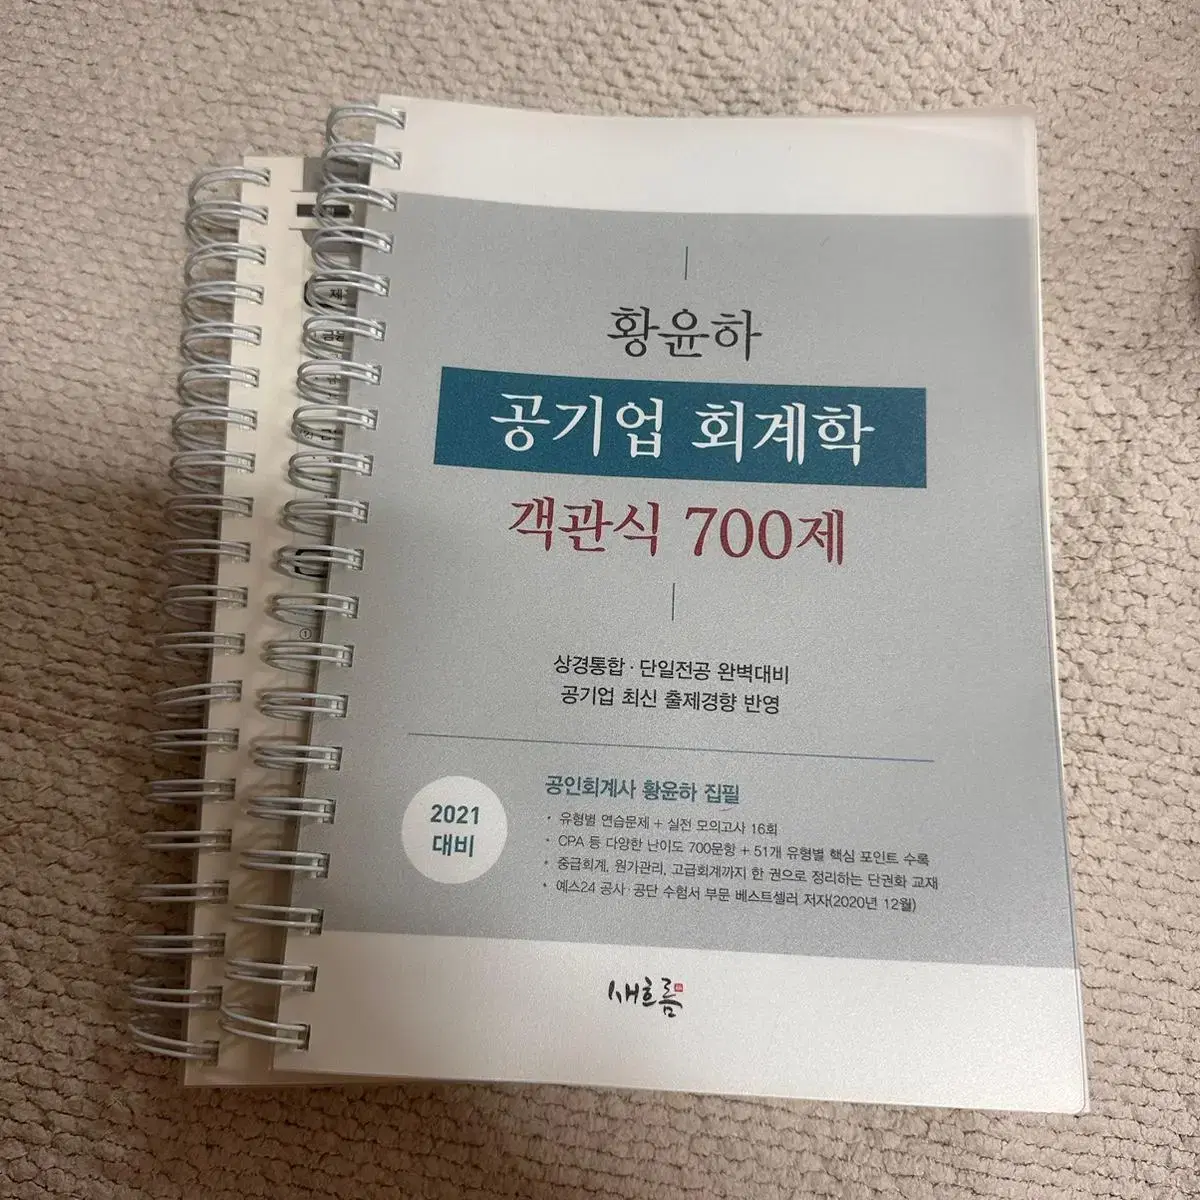 황윤하
공기업 회계학
객관식 700제
상경통합 · 단일전공 완벽대비
공기업 최신 출제경향 반영
2021
대비
공인회계사 황윤하 집필
• 유형별 연습문제 + 실전 모의고사 16회
• CPA 등 다양한 난이도 700문항 + 51개 유형별 핵심 포인트 수록
• 중급회계, 원가관리, 고급회계까지 한 권으로 정리하는 단권화 교재
• 예스24 공사·공단 수험서 부문 베스트셀러 저자(2020년 12월)
새흐름
제
①